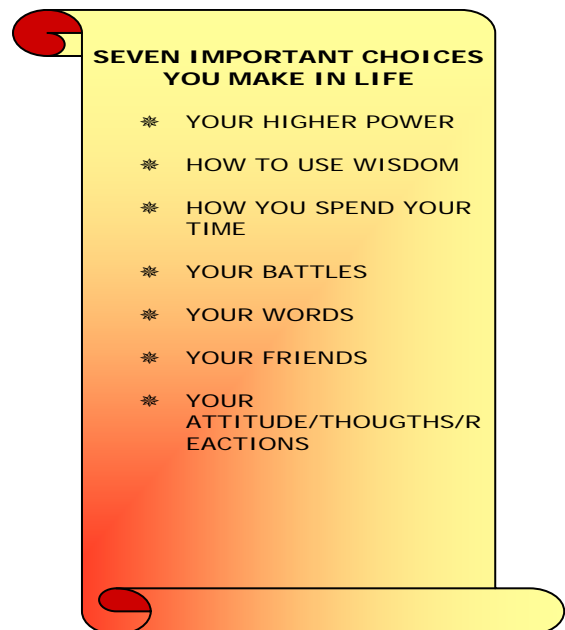 SEVEN IMPORTANT CHOICES
YOU MAKE IN LIFE
YOUR HIGHER POWER
HOW TO USE WISDOM
HOW YOU SPEND YOUR
TIME
YOUR BATTLES
YOUR WORDS
YOUR FRIENDS
YOUR
ATTITUDE/THOUGTHS/R
EACTIONS